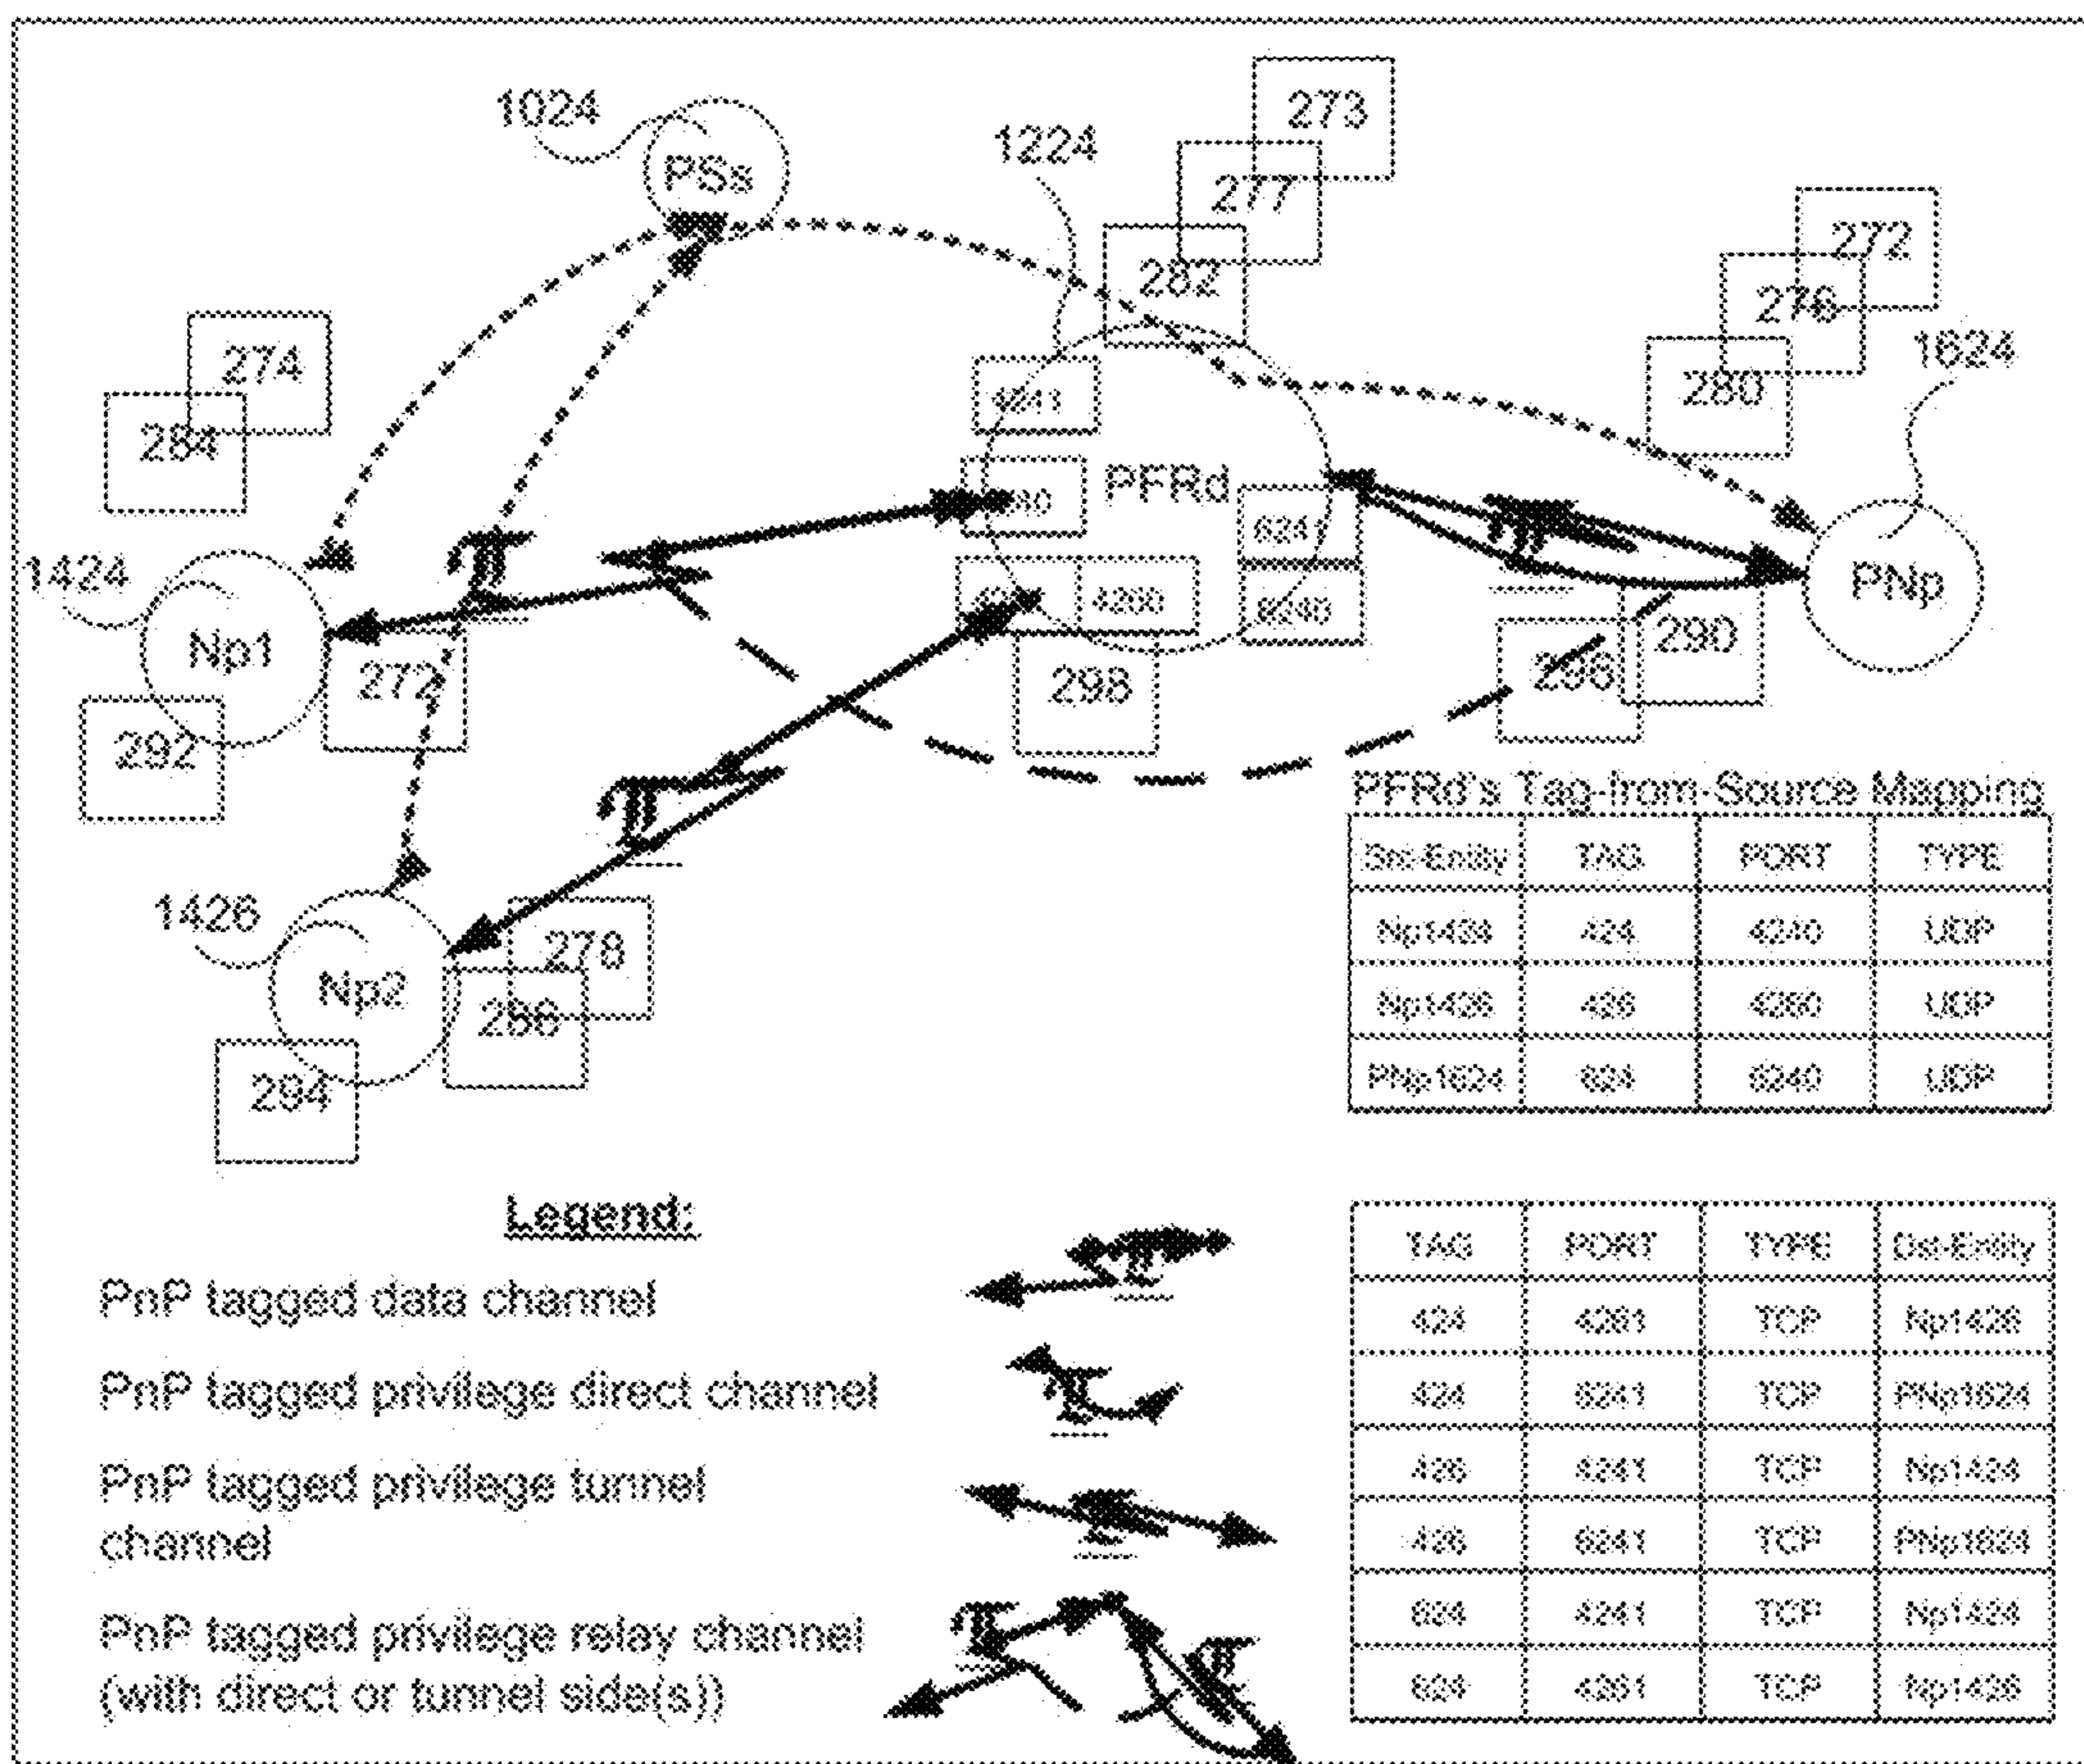 1024
PSs
1224
273
277
282
272
276
280
1624
274
284
4241
PFRd
6241
6240
4260
298
1424
Np1
272
292
PNp
290
296
1426
Np2
278
286
294
PFRd's Tag-from-Source Mapping
TAG PORT TYPE
424 4240 UDP
Np1426 426 4260 UDP
PNp1624 624 6240 UDP
Legend:
PnP tagged data channel
PnP tagged privilege direct channel
PnP tagged privilege tunnel
channel
PnP tagged privilege relay channel
(with direct or tunnel side(s))
TAG PORT TYPE Dst-Entity
424 4261 TCP Np1426
424 6241 TCP PNp1624
426 4241 TCP Np1424
426 6241 TCP PNp1624
624 4241 TCP Np1424
624 4261 TCP Np1426